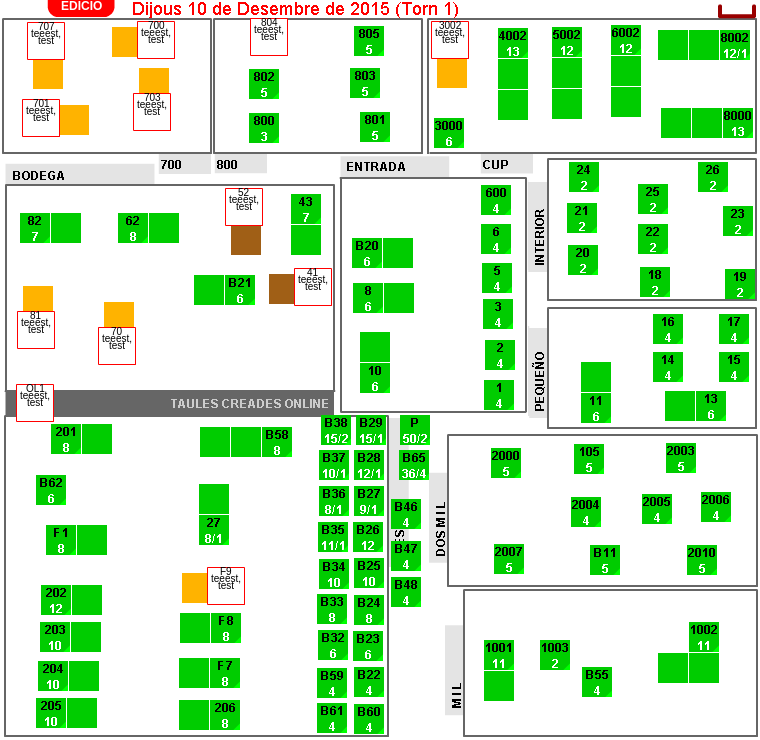 EDICIO
Dijous 10 de Desembre de 2015 (Torn 1)
707
teeest,
test
700
teeest,
test
701
teeest,
test
703
teeest,
test
804
teeest,
test
805
5
802
5
803
5
800
3
801
5
3002
teeest,
test
3000
6
4002
13
5002
12
6002
12
8002
12/1
8000
13
BODEGA
700
800
ENTRADA
CUP
82
7
62
8
52
teeest,
test
43
7
B21
6
41
teeest,
test
81
teeest,
test
70
teeest,
test
B20
6
8
6
10
6
600
4
6
4
5
4
3
4
2
4
1
4
INTERIOR
24
2
26
2
25
2
21
2
23
2
22
2
20
2
18
2
19
2
PEQUEÑO
16
4
17
4
14
4
15
4
11
6
13
6
OL1
teeest,
test
TAULES CREADES ONLINE
201
8
B58
8
B62
6
27
8/1
F1
8
F9
teeest,
test
202
12
F8
8
203
10
F7
8
204
10
205
10
206
8
B38
15/2
B29
15/1
B37
10/1
B28
12/1
B36
8/1
B27
9/1
B35
11/1
B26
12
B34
10
B25
10
B33
8
B24
8
B32
6
B23
6
B59
4
B22
4
B61
4
B60
4
P
50/2
B65
36/4
B46
4
B47
4
B48
4
ES
DOS MIL
2000
5
105
5
2003
5
2004
4
2005
4
2006
4
2007
5
B11
5
2010
5
MIL
1001
11
1003
2
1002
11
B55
4